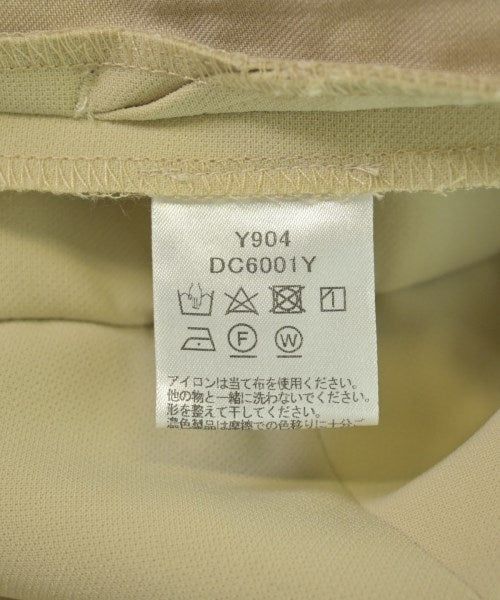 Y904
DC6001Y
F W
アイロンは当て布を使用ください。
他の物と一緒に洗わないでください。
形を整えて干してください。
濃色製品は摩擦での色移りに十分ご